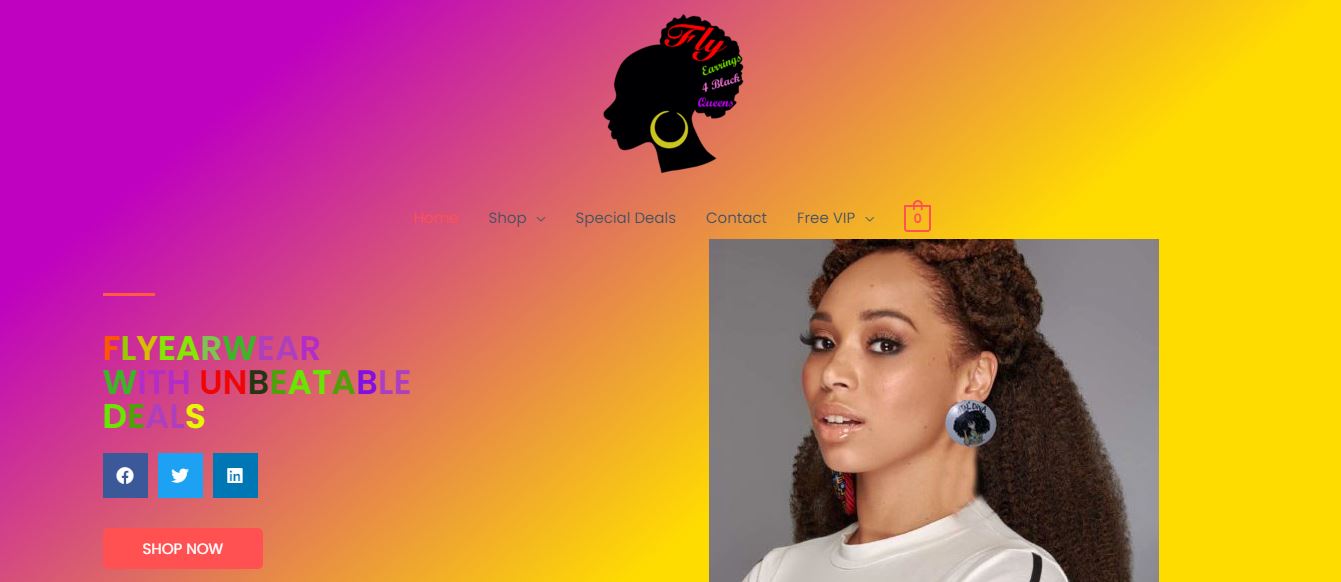 Fly
Earrings
4 Black
Queens
Home Shop Special Deals Contact Free VIP 0
FLYEARWEAR
WITH UNBEATABLE
DEALS
SHOP NOW